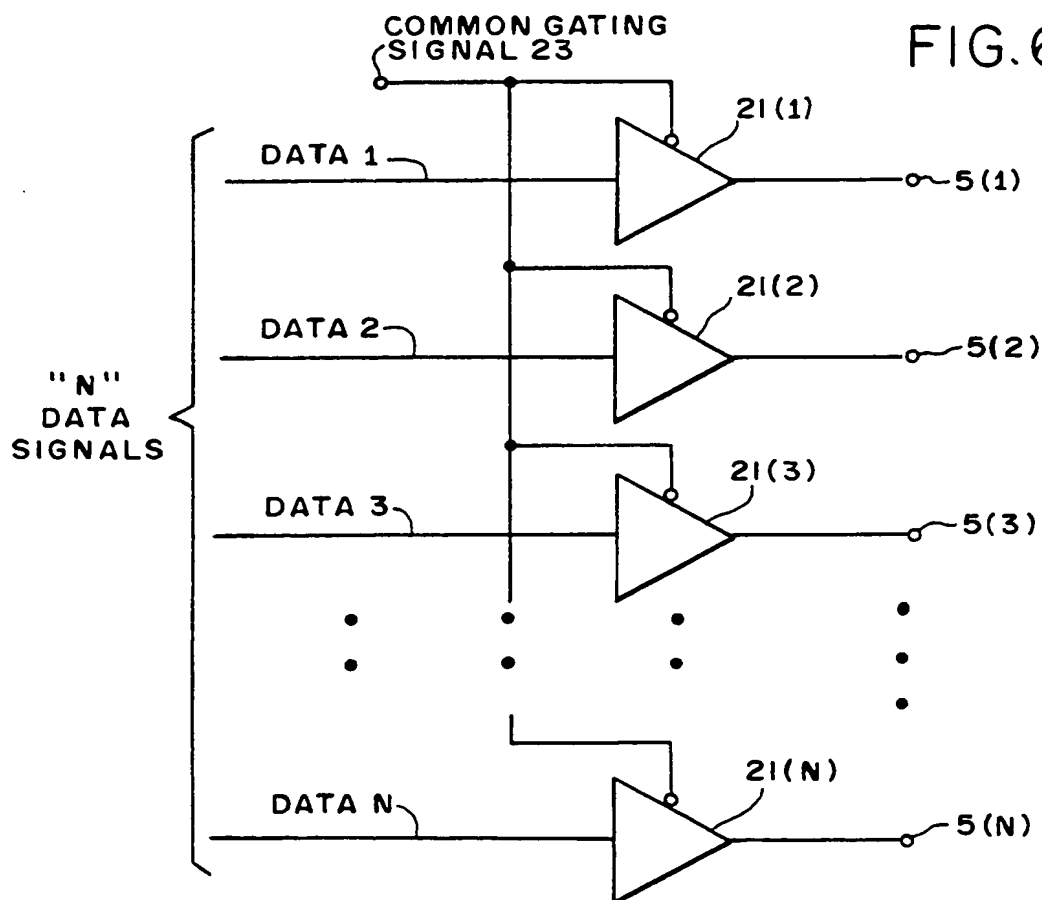 COMMON GATING
SIGNAL 23
FIG. 6
21(1)
DATA 1
5(1)
21(2)
DATA 2
5(2)
"N"
DATA
SIGNALS
21(3)
DATA 3
5(3)
21(N)
DATA N
5(N)